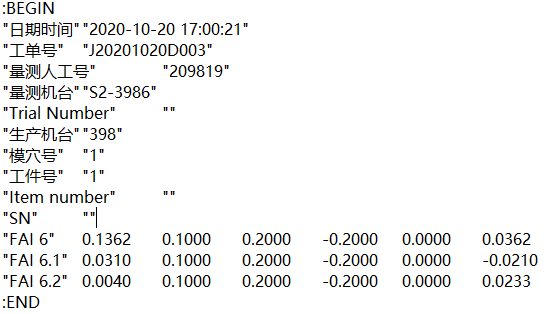 :BEGIN
"日期时间" "2020-10-20 17:00:21"
"工单号" "J20201020D003"
"量测人工号" "209819"
"量测机台" "S2-3986"
"Trial Number" ""
"生产机台" "398"
"模穴号" "1"
"工件号" "1"
"Item number" ""
"SN" ""
"FAI 6" 0.1362 0.1000 0.2000 -0.2000 0.0000 0.0362
"FAI 6.1" 0.0310 0.1000 0.2000 -0.2000 0.0000 -0.0210
"FAI 6.2" 0.0040 0.1000 0.2000 -0.2000 0.0000 0.0233
:END